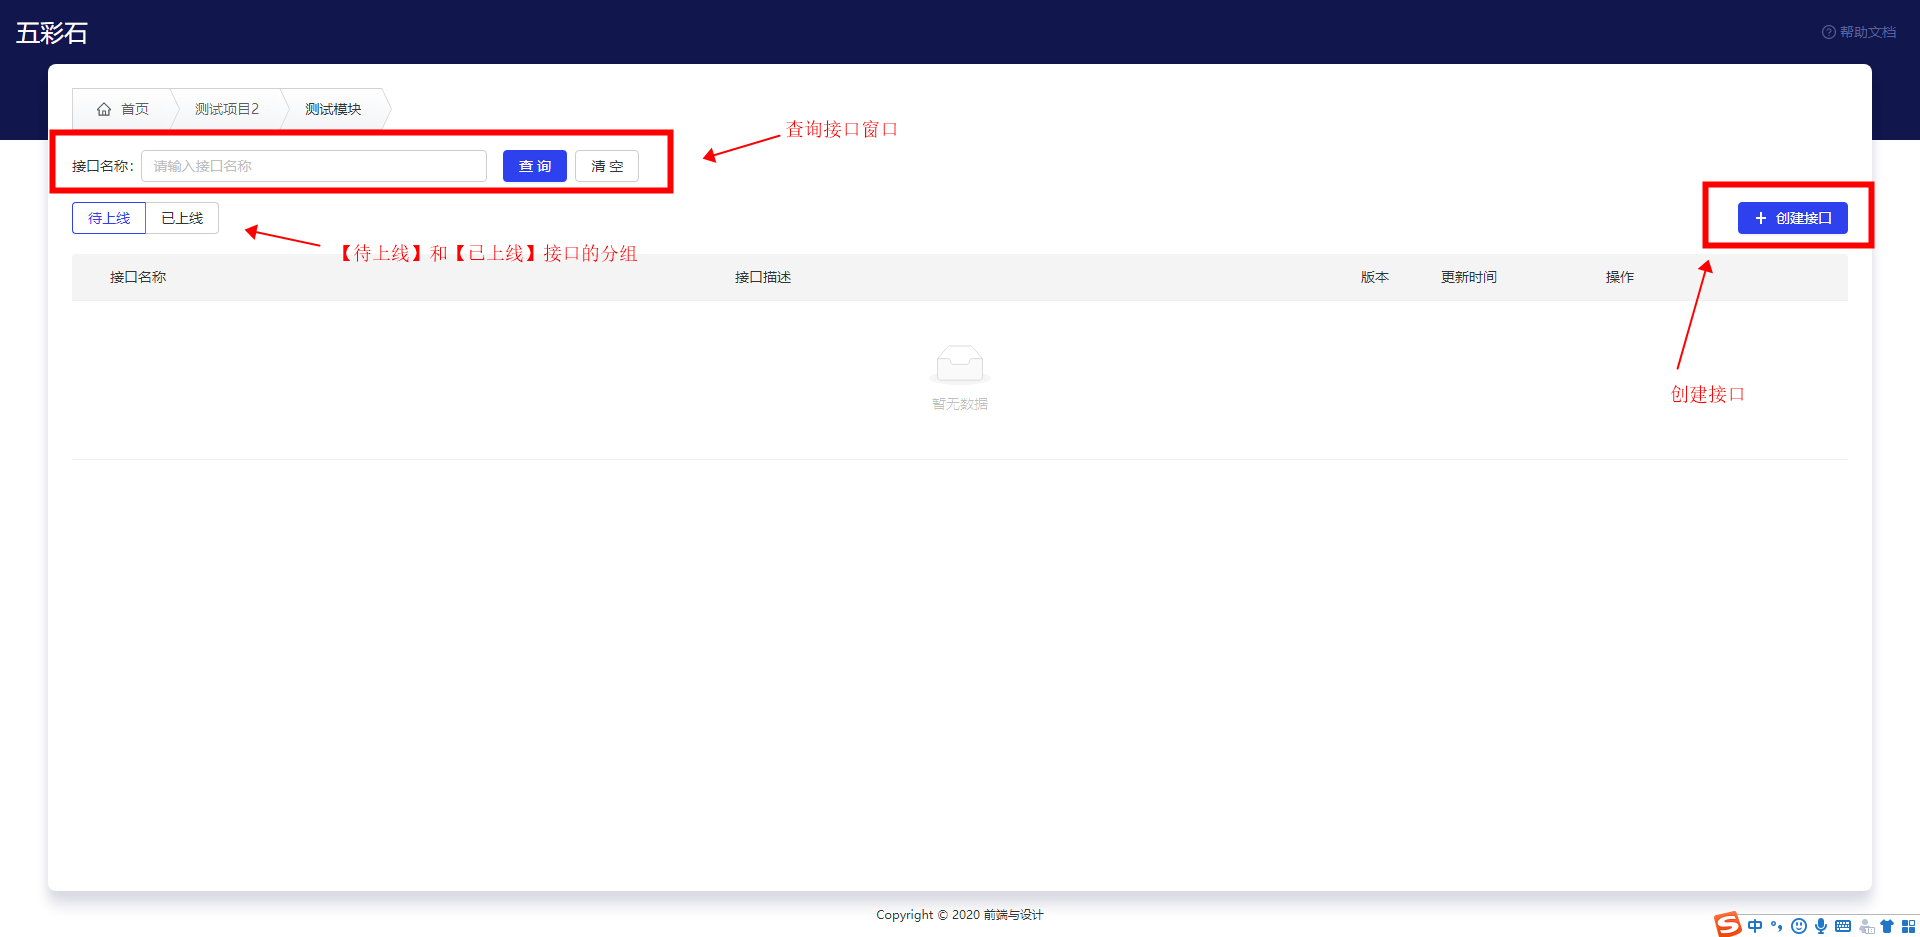 五彩石
帮助文档
首页 测试项目2 测试模块
查询接口窗口
接口名称: 请输入接口名称 查 询 清 空
待上线 已上线
创建接口
【待上线】和【已上线】接口的分组
接口名称 接口描述 版本 更新时间 操作
暂无数据
创建接口
Copyright © 2020 前端与设计
S 中